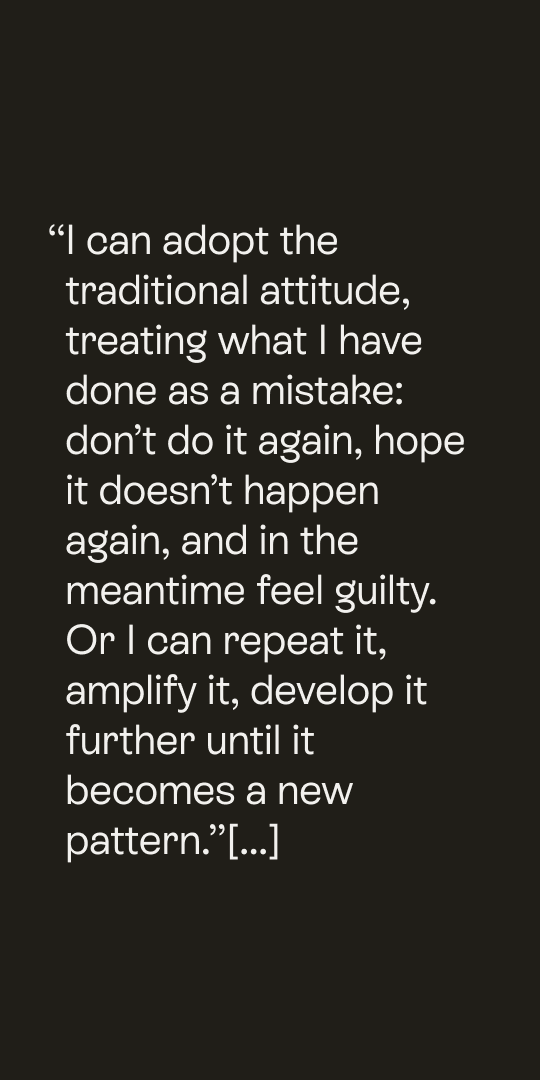 “I can adopt the
traditional attitude,
treating what I have
done as a mistake:
don’t do it again, hope
it doesn’t happen
again, and in the
meantime feel guilty.
Or I can repeat it,
amplify it, develop it
further until it
becomes a new
pattern.”[...]